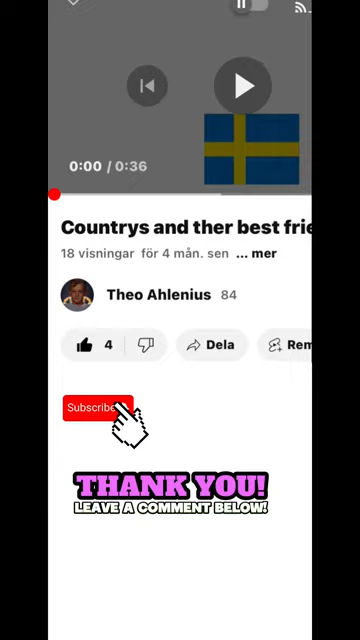 0:00 / 0:36
Countrys and ther best frie
18 visningar för 4 mån. sen ... mer
Theo Ahlenius 84
4 Dela Rem
Subscribe
THANK YOU!
LEAVE A COMMENT BELOW!